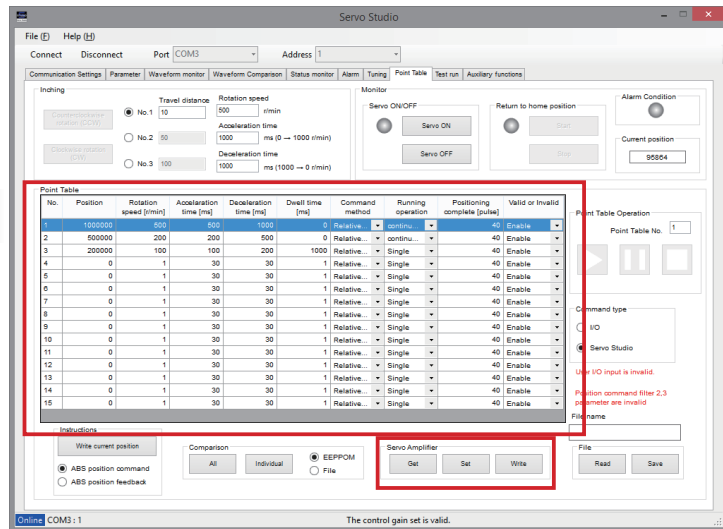 Servo Studio
File (F) Help (H)
Connect Disconnect Port COM3 Address 1
Communication Settings Parameter Waveform monitor Waveform Comparison Status monitor Alarm Tuning Point Table Test run Auxiliary functions
Inching
Counterclockwise rotation (CCW)
Clockwise rotation (CW)
Travel distance
No.1 10
No.2 50
No.3 100
Rotation speed
500 r/min
Acceleration time
1000 ms (0 → 1000 r/min)
Deceleration time
1000 ms (1000 → 0 r/min)
Monitor
Servo ON/OFF
Servo ON
Servo OFF
Return to home position
Start
Stop
Alarm Condition
Current position
95864
Point Table
No. Position Rotation speed [r/min] Acceleration time [ms] Deceleration time [ms] Dwell time [ms] Command method Running operation Positioning complete [pulse] Valid or Invalid
1 1000000 500 500 1000 0 Relative... continu... 40 Enable
2 500000 200 200 500 0 Relative... continu... 40 Enable
3 200000 100 100 200 1000 Relative... Single 40 Enable
4 0 1 30 30 1 Relative... Single 40 Enable
5 0 1 30 30 1 Relative... Single 40 Enable
6 0 1 30 30 1 Relative... Single 40 Enable
7 0 1 30 30 1 Relative... Single 40 Enable
8 0 1 30 30 1 Relative... Single 40 Enable
9 0 1 30 30 1 Relative... Single 40 Enable
10 0 1 30 30 1 Relative... Single 40 Enable
11 0 1 30 30 1 Relative... Single 40 Enable
12 0 1 30 30 1 Relative... Single 40 Enable
13 0 1 30 30 1 Relative... Single 40 Enable
14 0 1 30 30 1 Relative... Single 40 Enable
15 0 1 30 30 1 Relative... Single 40 Enable
Point Table Operation
Point Table No. 1
Command type
I/O
Servo Studio
User I/O input is invalid.
Position command filter 2,3
parameter are invalid
Instructions
Write current position
ABS position command
ABS position feedback
Comparison
All Individual
EEPPOM
File
Servo Amplifier
Get Set Write
File name
File
Read Save
Online COM3 : 1 The control gain set is valid.